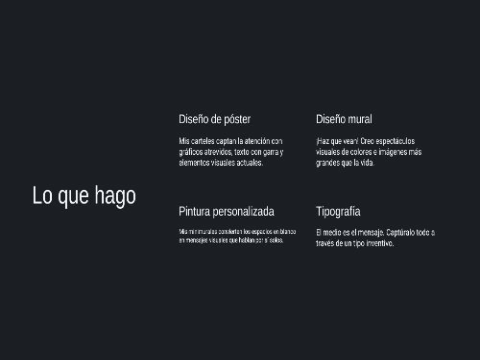 Lo que hago
Diseño de póster
Mis carteles captan la atención con
gráficos atrevidos, texto con garra y
elementos visuales actuales.
Diseño mural
¡Haz que vean! Creo espectáculos
visuales de colores e imágenes más
grandes que la vida.
Pintura personalizada
Mis minimurales convierten los espacios en blanco
en mensajes visuales que hablan por sí solos.
Tipografía
El medio es el mensaje. Captúralo todo a
través de un tipo inventivo.